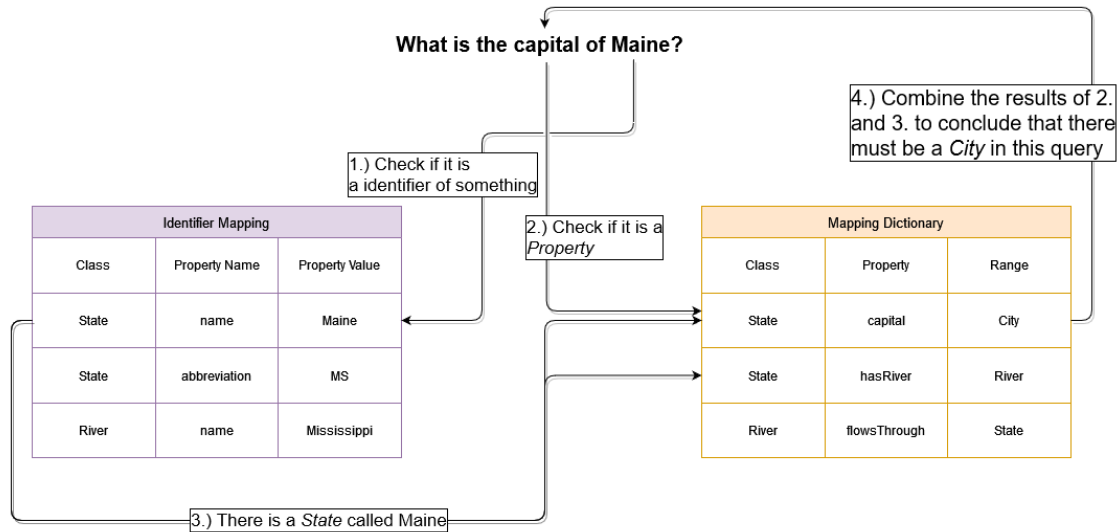 What is the capital of Maine?
4.) Combine the results of 2.
and 3. to conclude that there
must be a City in this query
1.) Check if it is
a identifier of something
2.) Check if it is a
Property
Identifier Mapping
Class Property Name Property Value
State name Maine
State abbreviation MS
River name Mississippi
Mapping Dictionary
Class Property Range
State capital City
State hasRiver River
River flowsThrough State
3.) There is a State called Maine